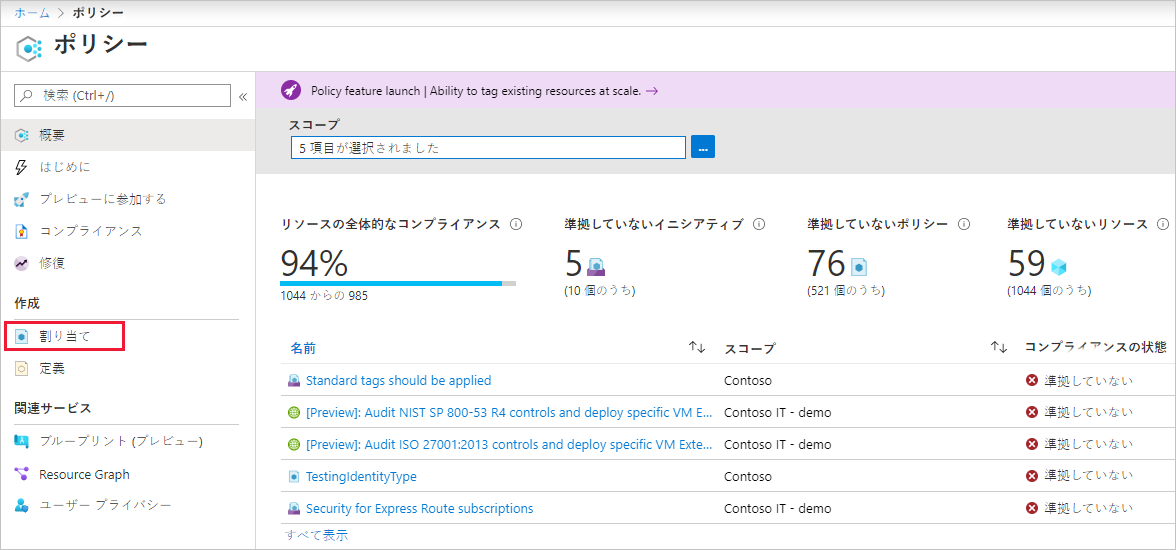 ホーム > ポリシー
ポリシー
検索 (Ctrl+/)
«
概要
はじめに
プレビューに参加する
コンプライアンス
修復
作成
割り当て
定義
関連サービス
ブループリント (プレビュー)
Resource Graph
ユーザー プライバシー
Policy feature launch | Ability to tag existing resources at scale. →
スコープ
5 項目が選択されました
...
リソースの全体的なコンプライアンス
94%
1044 からの 985
準拠していないイニシアティブ
5
(10 個のうち)
準拠していないポリシー
76
(521 個のうち)
準拠していないリソース
59
(1044 個のうち)
名前 ↑↓ スコープ ↑↓ コンプライアンスの状態
Standard tags should be applied Contoso 準拠していない
[Preview]: Audit NIST SP 800-53 R4 controls and deploy specific VM E... Contoso IT - demo 準拠していない
[Preview]: Audit ISO 27001:2013 controls and deploy specific VM Exte... Contoso IT - demo 準拠していない
TestingIdentityType Contoso 準拠していない
Security for Express Route subscriptions Contoso IT - demo 準拠していない
すべて表示